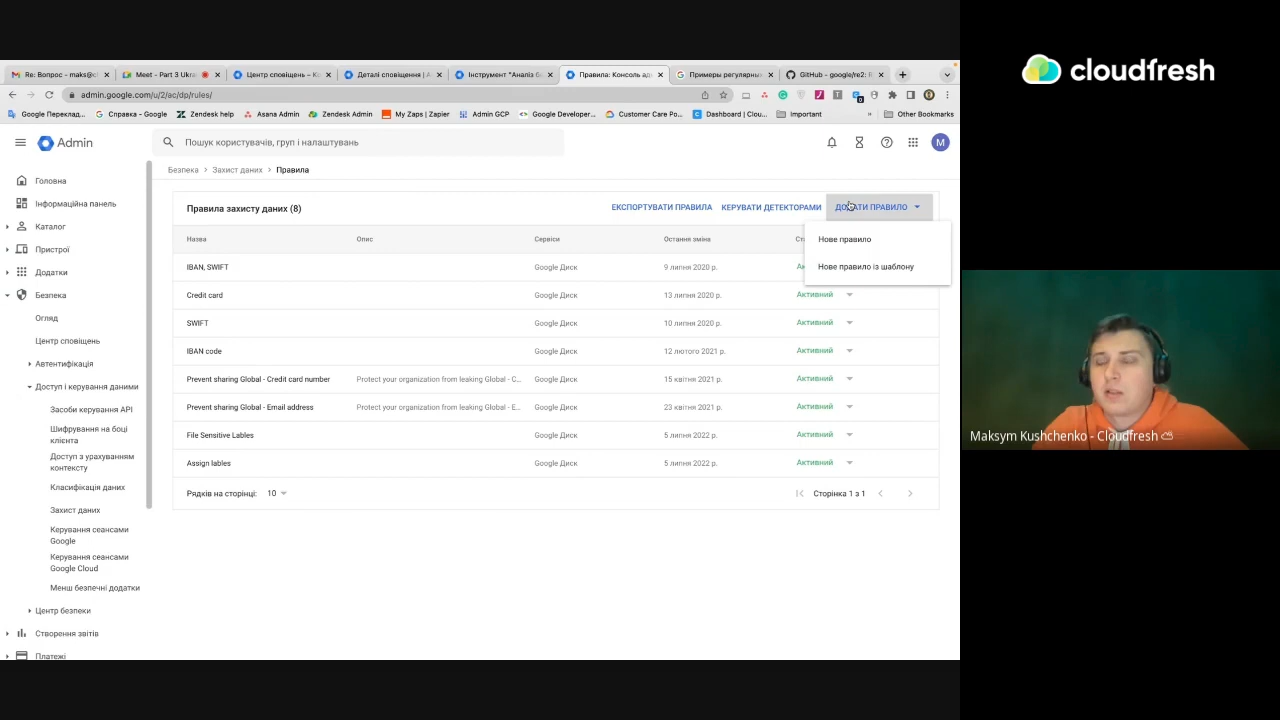 Re: Вопрос - maks@c
Meet - Part 3 Ukra
Центр сповіщень – Ко
Деталі сповіщення | A
Інструмент "Аналіз бе
Правила: Консоль ад
Примеры регулярны
GitHub - google/re2: R
admin.google.com/u/2/ac/dp/rules/
Google Переклад...
Справка - Google
Zendesk help
Asana Admin
Zendesk Admin
My Zaps | Zapier
Admin GCP
Google Developer...
Customer Care Po...
Dashboard | Clou...
Important
Other Bookmarks
cloudfresh
Admin
Пошук користувачів, груп і налаштувань
M
Безпека > Захист даних > Правила
Головна
Інформаційна панель
Каталог
Пристрої
Додатки
Безпека
Огляд
Центр сповіщень
Автентифікація
Доступ і керування даними
Засоби керування API
Шифрування на боці
клієнта
Доступ з урахуванням
контексту
Класифікація даних
Захист даних
Керування сеансами
Google
Керування сеансами
Google Cloud
Менш безпечні додатки
Центр безпеки
Створення звітів
Платежі
Правила захисту даних (8)
ЕКСПОРТУВАТИ ПРАВИЛА
КЕРУВАТИ ДЕТЕКТОРАМИ
ДОДАТИ ПРАВИЛО
Нове правило
Нове правило із шаблону
Назва Опис Сервіси Остання зміна Ста
IBAN, SWIFT Google Диск 9 липня 2020 р. Ак
Credit card Google Диск 13 липня 2020 р. Активний
SWIFT Google Диск 10 липня 2020 р. Активний
IBAN code Google Диск 12 лютого 2021 р. Активний
Prevent sharing Global - Credit card number Protect your organization from leaking Global - C... Google Диск 15 квітня 2021 р. Активний
Prevent sharing Global - Email address Protect your organization from leaking Global - E... Google Диск 23 квітня 2021 р. Активний
File Sensitive Lables Google Диск 5 липня 2022 р. Активний
Assign lables Google Диск 5 липня 2022 р. Активний
Рядків на сторінці: 10
Сторінка 1 з 1
Maksym Kushchenko - Cloudfresh